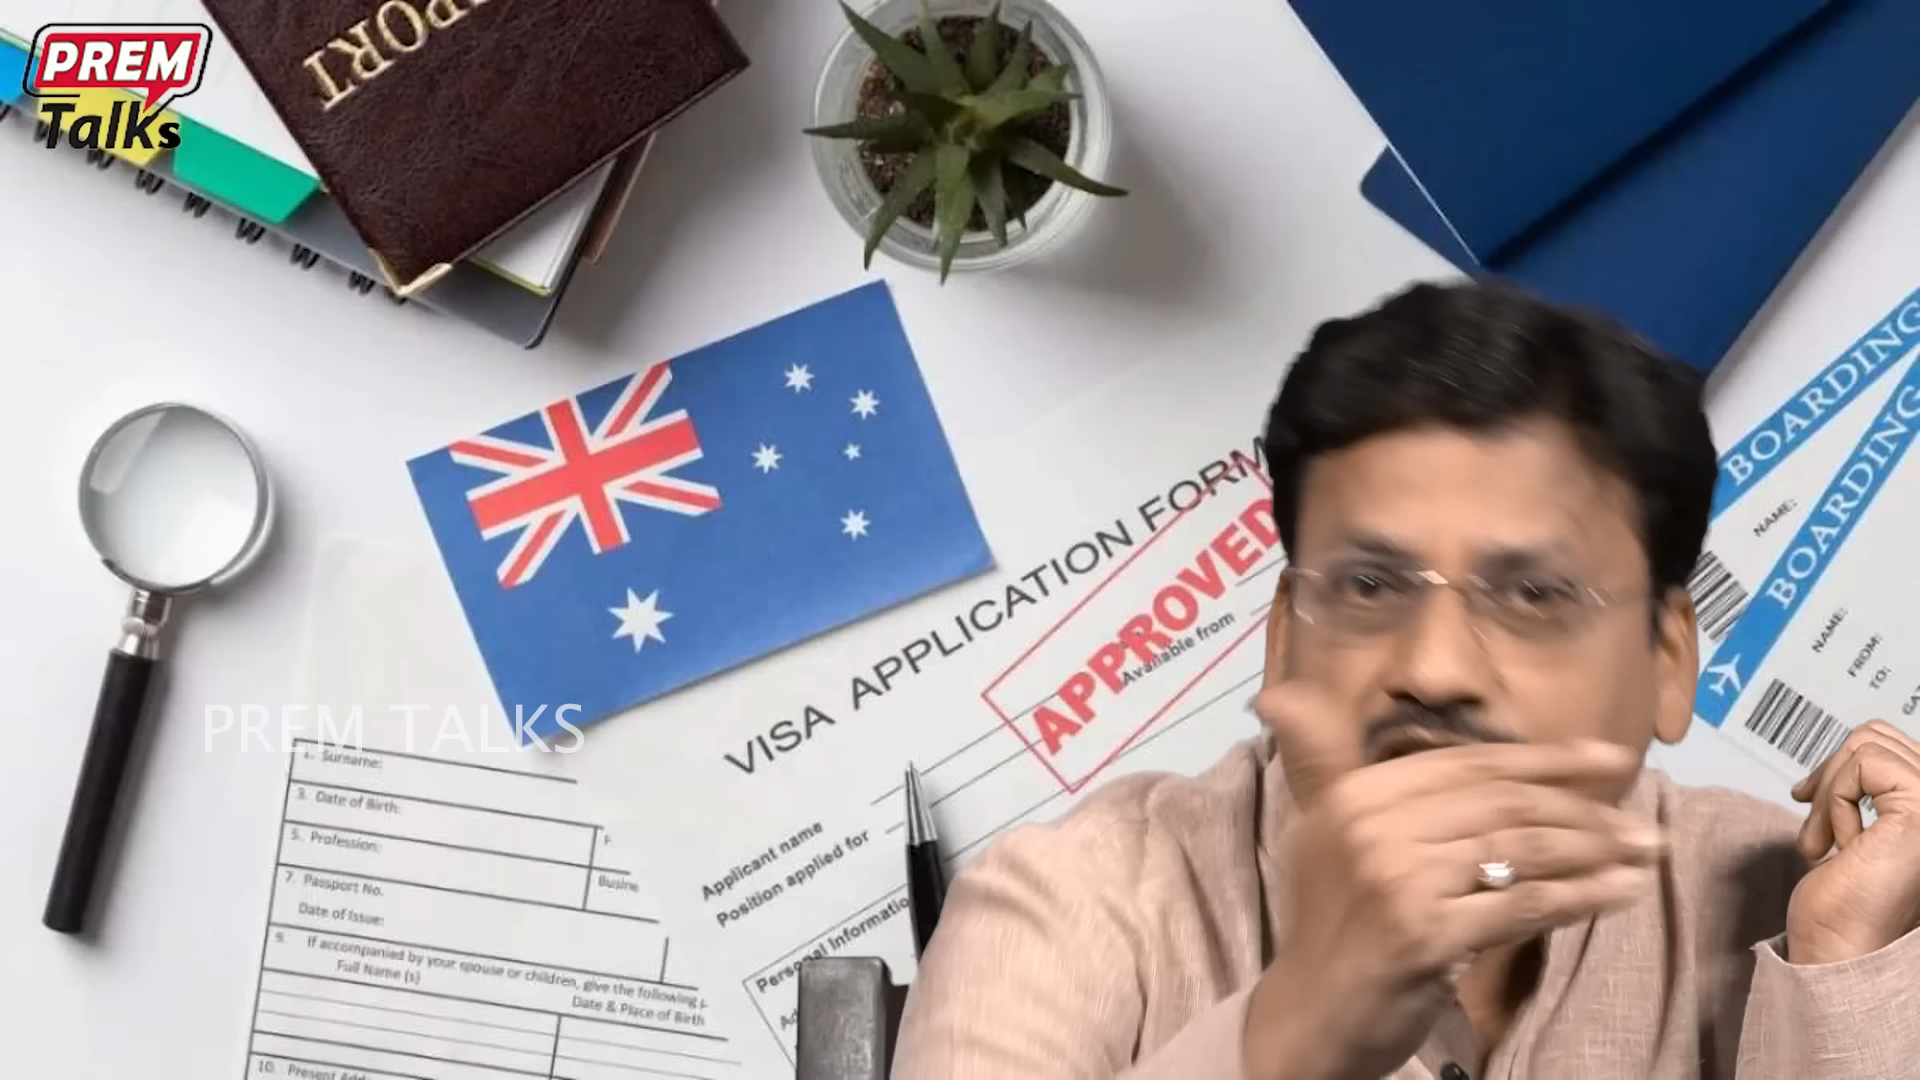 PREM
Talks
PORT
BOARDING
BOARDING
NAME:
NAME:
FROM:
TO:
VISA APPLICATION FORM
APPROVED
Available from
PREM TALKS
Surname:
3. Date of Birth:
5. Profession:
7. Passport No.
Date of Issue:
9. If accompanied by your spouse or children, give the following
Full Name (s)
Date & Place of Birth
10. Present
Applicant name
Position applied for
Personal Information